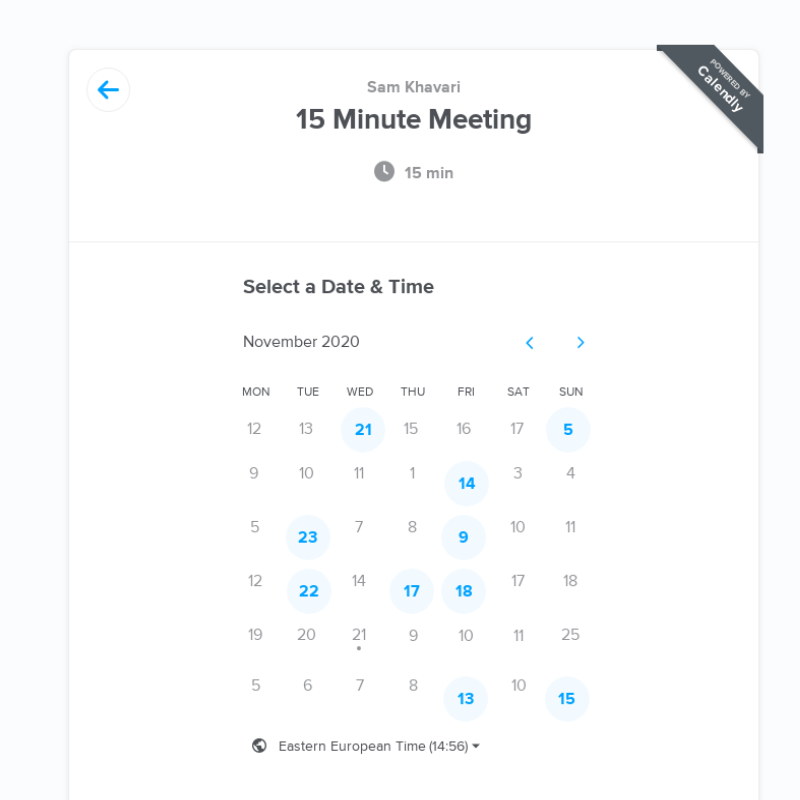 POWERED BY
Calendly
Sam Khavari
15 Minute Meeting
15 min
Select a Date & Time
November 2020
MON TUE WED THU FRI SAT SUN
12 13 21 15 16 17 5
9 10 11 1 14 3 4
5 23 7 8 9 10 11
12 22 14 17 18 17 18
19 20 21 9 10 11 25
5 6 7 8 13 10 15
Eastern European Time (14:56)